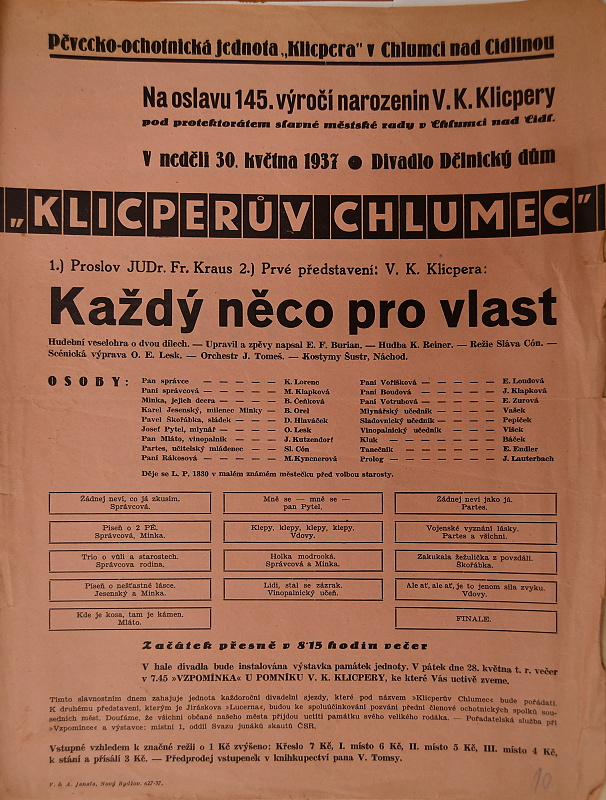 Pěvecko-ochotnická jednota „Klicpera" v Chlumci nad Cidlinou
Na oslavu 145. výročí narozenin V. K. Klicpery
pod protektorátem slavné městské rady v Chlumci nad Cidl.
V neděli 30. května 1937 ● Divadlo Dělnický dům
„KLICPERŮV CHLUMEC"
1.) Proslov JUDr. Fr. Kraus 2.) Prvé představení: V. K. Klicpera:
Každý něco pro vlast
Hudební veselohra o dvou dílech. — Upravil a zpěvy napsal E. F. Burian. — Hudba K. Reiner. — Režie Sláva Cón. —
Scénická výprava O. E. Lesk. — Orchestr J. Tomeš. — Kostymy Šustr, Náchod.
OSOBY:
Pan správce — — — — — K. Lorenc
Paní správcová — — — — M. Klapková
Minka, jejich dcera — — — — B. Čeňková
Karel Jesenský, milenec Minky — B. Orel
Pavel Škořábka, sládek — — — D. Hlaváček
Josef Pytel, mlynář — — — — O. Lesk
Pan Mláto, vinopalník — — — J. Kutzendorf
Partes, učitelský mládenec — — Sl. Cón
Paní Rákosová — — — — M. Kyncnerová
Paní Voříšková — — — — E. Loudová
Paní Boudová — — — — J. Klapková
Paní Votrubová — — — — E. Zurová
Mlynářský učedník — — — Vašek
Sladovnický učedník — — — Pepíček
Vinopalnický učedník — — Víšek
Kluk — — — — — Báček
Tanečník — — — — — E. Endler
Prolog — — — — — J. Lauterbach
Děje se L. P. 1830 v malém známém městečku před volbou starosty.
Žádnej neví, co já zkusím.
Správcová.
Mně se — mně se —
pan Pytel.
Žádnej neví jako já.
Partes.
Píseň o 2 PÉ.
Správcová, Minka.
Klepy, klepy, klepy, klepy.
Vdovy.
Vojenské vyznání lásky.
Partes a všichni.
Trio o vůli a starostech.
Správcova rodina.
Holka modrooká.
Správcová a Minka.
Zakukala žežulička z povzdálí.
Škořábka.
Píseň o nešťastné lásce.
Jesenský a Minka.
Lidi, stal se zázrak.
Vinopalnický učeň.
Ale ať, ale ať, je to jenom síla zvyku.
Vdovy.
Kde je kosa, tam je kámen.
Mláto.
FINALE.
Začátek přesně v 8'15 hodin večer
V hale divadla bude instalována výstavka památek jednoty. V pátek dne 28. května t. r. večer
v 7.45 »VZPOMÍNKA« U POMNÍKU V. K. KLICPERY, ke které Vás uctivě zveme.
Tímto slavnostním dnem zahajuje jednota každoroční divadelní sjezdy, které pod názvem »Klicperův Chlumec« bude pořádati.
K druhému představení, kterým je Jiráskova »Lucerna«, budou ke spoluúčinkování pozváni přední členové ochotnických spolků sou-
sedních měst. Doufáme, že všichni občané našeho města přijdou uctíti památku svého velikého rodáka. — Pořadatelská služba při
»Vzpomínce« a výstavce: místní 1. oddíl Svazu junáků skautů ČSR.
Vstupné vzhledem k značné režii o 1 Kč zvýšeno: Křeslo 7 Kč, I. místo 6 Kč, II. místo 5 Kč, III. místo 4 Kč,
k stání a přísálí 3 Kč. — Předprodej vstupenek v knihkupectví pana V. Tomsy.
V. & A. Janata, Nový Bydžov. 627-37.
10